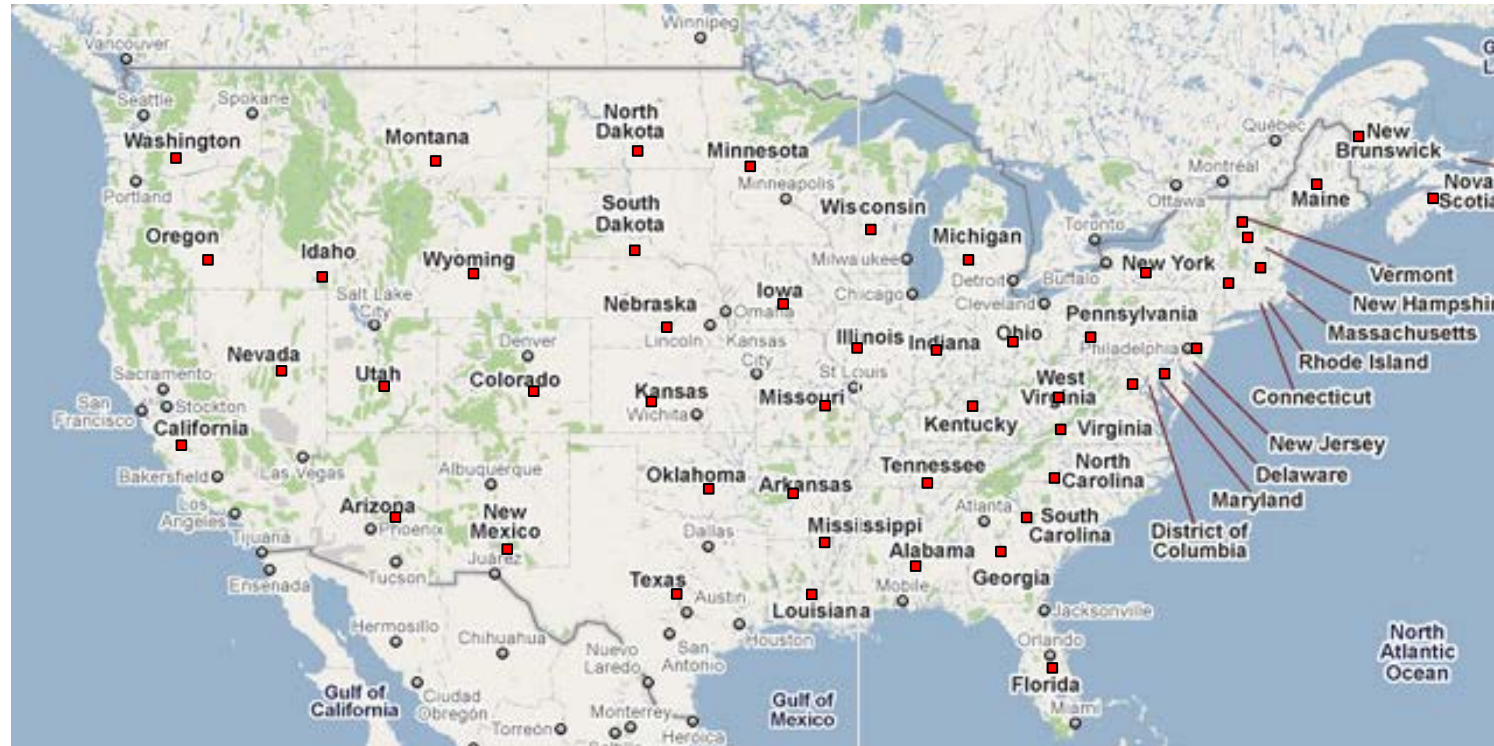 Winnipeg
Vancouver
G
L
Seattle
Spokane
North
Dakota
Washington
Montana
Minnesota
Québec
New
Brunswick
Portland
Minneapolis
Montréal
Ottawa
Maine
Nova
Scotia
South
Dakota
Wisconsin
Toronto
Oregon
Idaho
Wyoming
Michigan
Milwaukee
New York
Vermont
Detroit
Buffalo
Salt Lake
City
Nebraska
Iowa
Omaha
Chicago
Cleveland
New Hampshir
Pennsylvania
Massachusetts
Lincoln
Kansas
City
Illinois
Indiana
Ohio
Philadelphia
Rhode Island
Denver
Nevada
Utah
Colorado
St Louis
Sacramento
West
Virginia
Connecticut
San
Francisco
Stockton
Kansas
Wichita
Missouri
California
Kentucky
Virginia
New Jersey
Bakersfield
Las Vegas
Albuquerque
Oklahoma
Arkansas
Tennessee
North
Carolina
Delaware
Maryland
Los
Angeles
Arizona
Phoenix
New
Mexico
Atlanta
South
Carolina
Tijuana
Dallas
Mississippi
District of
Columbia
Ensenada
Tucson
Juárez
Alabama
Georgia
Texas
Austin
Mobile
Louisiana
Jacksonville
Hermosillo
Chihuahua
Nuevo
Laredo
San
Antonio
Houston
Orlando
North
Atlantic
Ocean
Gulf of
California
Ciudad
Obregón
Gulf of
Mexico
Florida
Miami
Torreón
Monterrey
Heroica